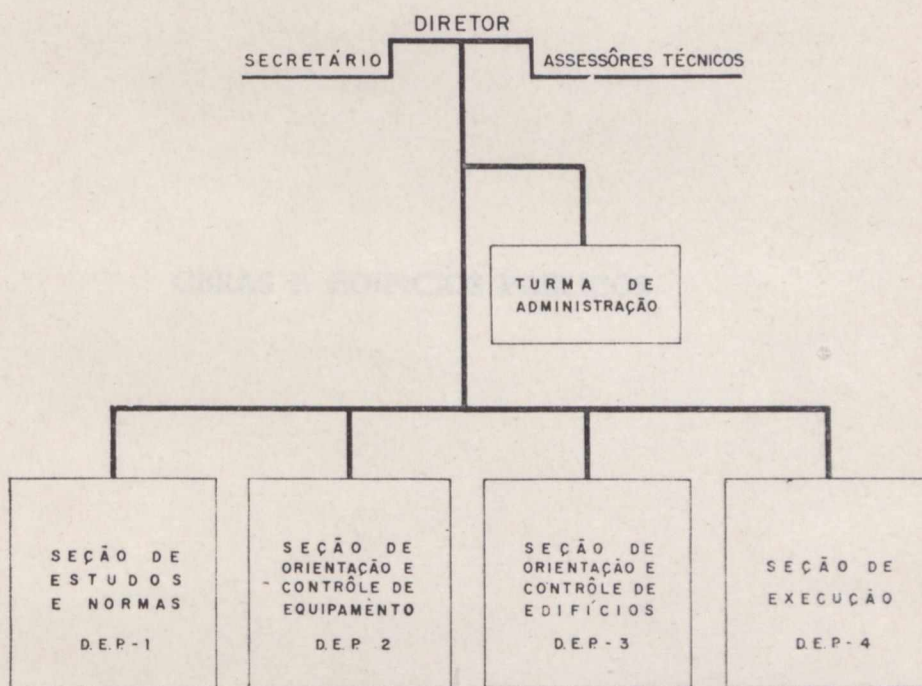 DIRETOR
SECRETÁRIO
ASSESSÔRES TÉCNICOS
TURMA DE
ADMINISTRAÇÃO
SEÇÃO DE
ESTUDOS
E NORMAS
D.E.P. - 1
SEÇÃO DE
ORIENTAÇÃO E
CONTRÔLE DE
EQUIPAMENTO
D.E.P. 2
SEÇÃO DE
ORIENTAÇÃO E
CONTRÔLE DE
EDIFÍCIOS
D.E.P. - 3
SEÇÃO DE
EXECUÇÃO
D.E.P. - 4